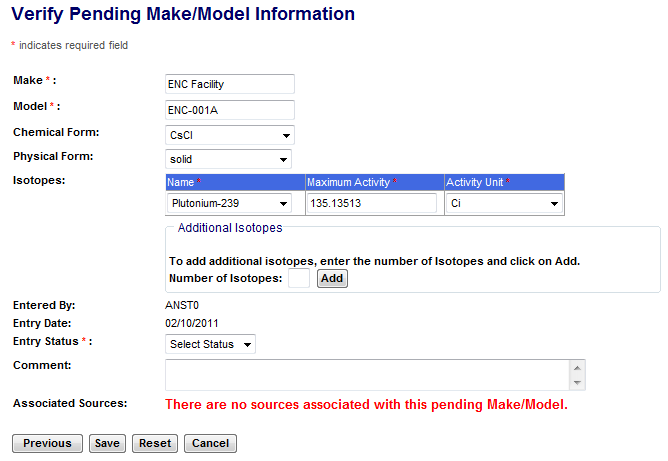 Verify Pending Make/Model Information
* indicates required field
Make * : ENC Facility
Model * : ENC-001A
Chemical Form: CsCl
Physical Form: solid
Isotopes: Name * Maximum Activity * Activity Unit *
Plutonium-239 135.13513 Ci
Additional Isotopes
To add additional isotopes, enter the number of Isotopes and click on Add.
Number of Isotopes: Add
Entered By: ANST0
Entry Date: 02/10/2011
Entry Status * : Select Status
Comment:
Associated Sources: There are no sources associated with this pending Make/Model.
Previous Save Reset Cancel